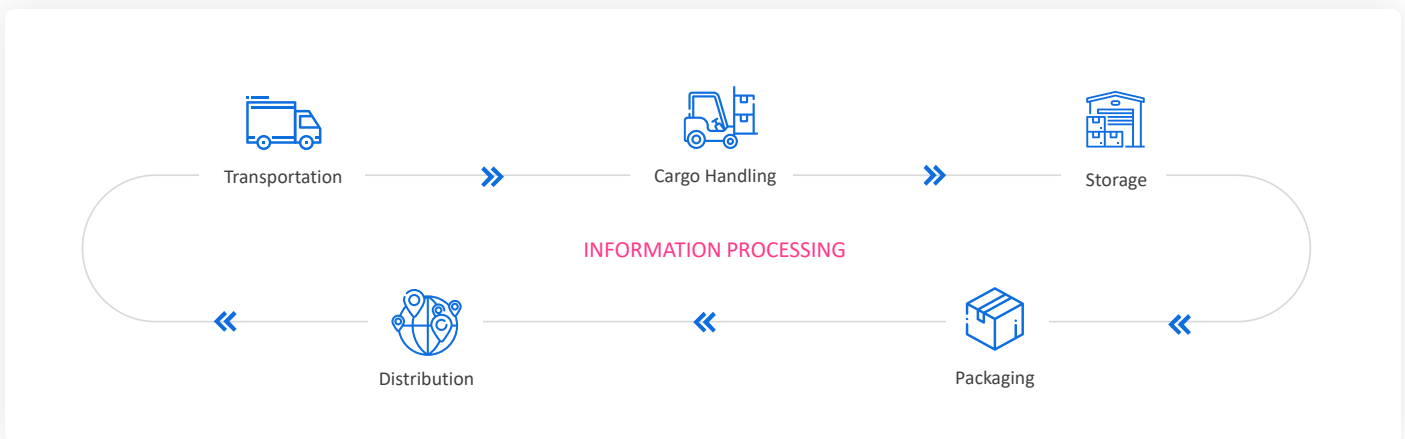 Transportation
Cargo Handling
Storage
INFORMATION PROCESSING
Distribution
Packaging